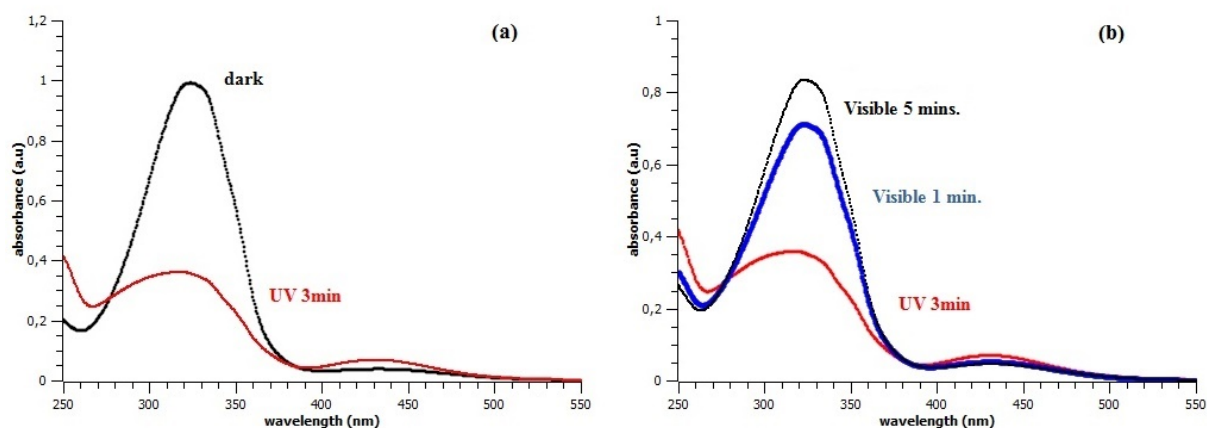 (a)
1,2
1
0,8
0,6
0,4
0,2
0
absorbance (a.u)
dark
UV 3min
250 300 350 400 450 500 550
wavelength (nm)
(b)
1
0,8
0,6
0,4
0,2
0
absorbance (a.u)
Visible 5 mins.
Visible 1 min.
UV 3min
250 300 350 400 450 500 550
wavelength (nm)